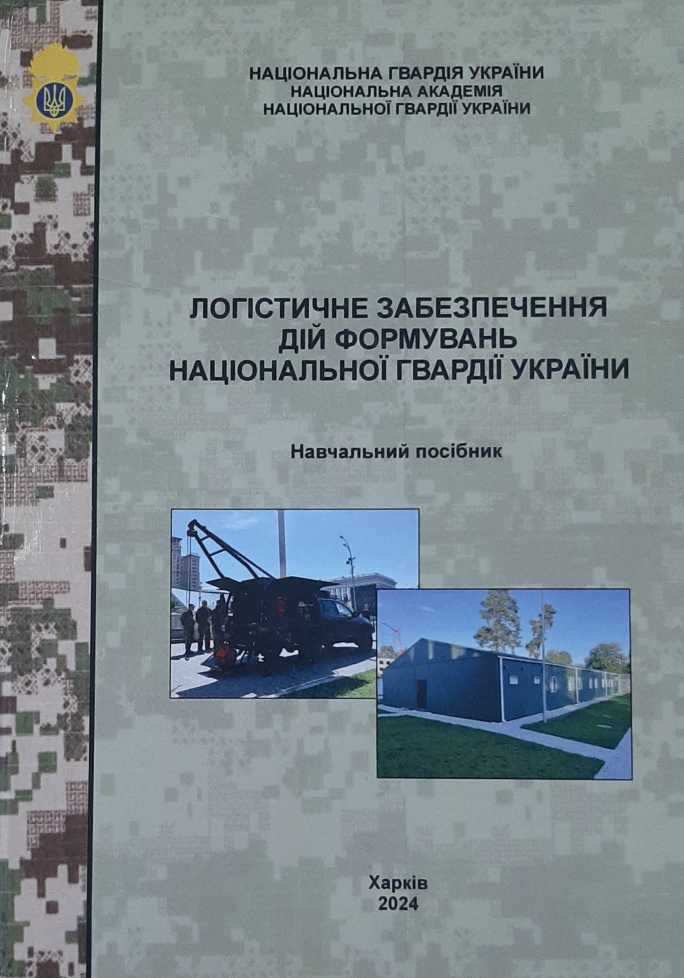 НАЦІОНАЛЬНА ГВАРДІЯ УКРАЇНИ
НАЦІОНАЛЬНА АКАДЕМІЯ
НАЦІОНАЛЬНОЇ ГВАРДІЇ УКРАЇНИ
ЛОГІСТИЧНЕ ЗАБЕЗПЕЧЕННЯ
ДІЙ ФОРМУВАНЬ
НАЦІОНАЛЬНОЇ ГВАРДІЇ УКРАЇНИ
Навчальний посібник
Харків
2024